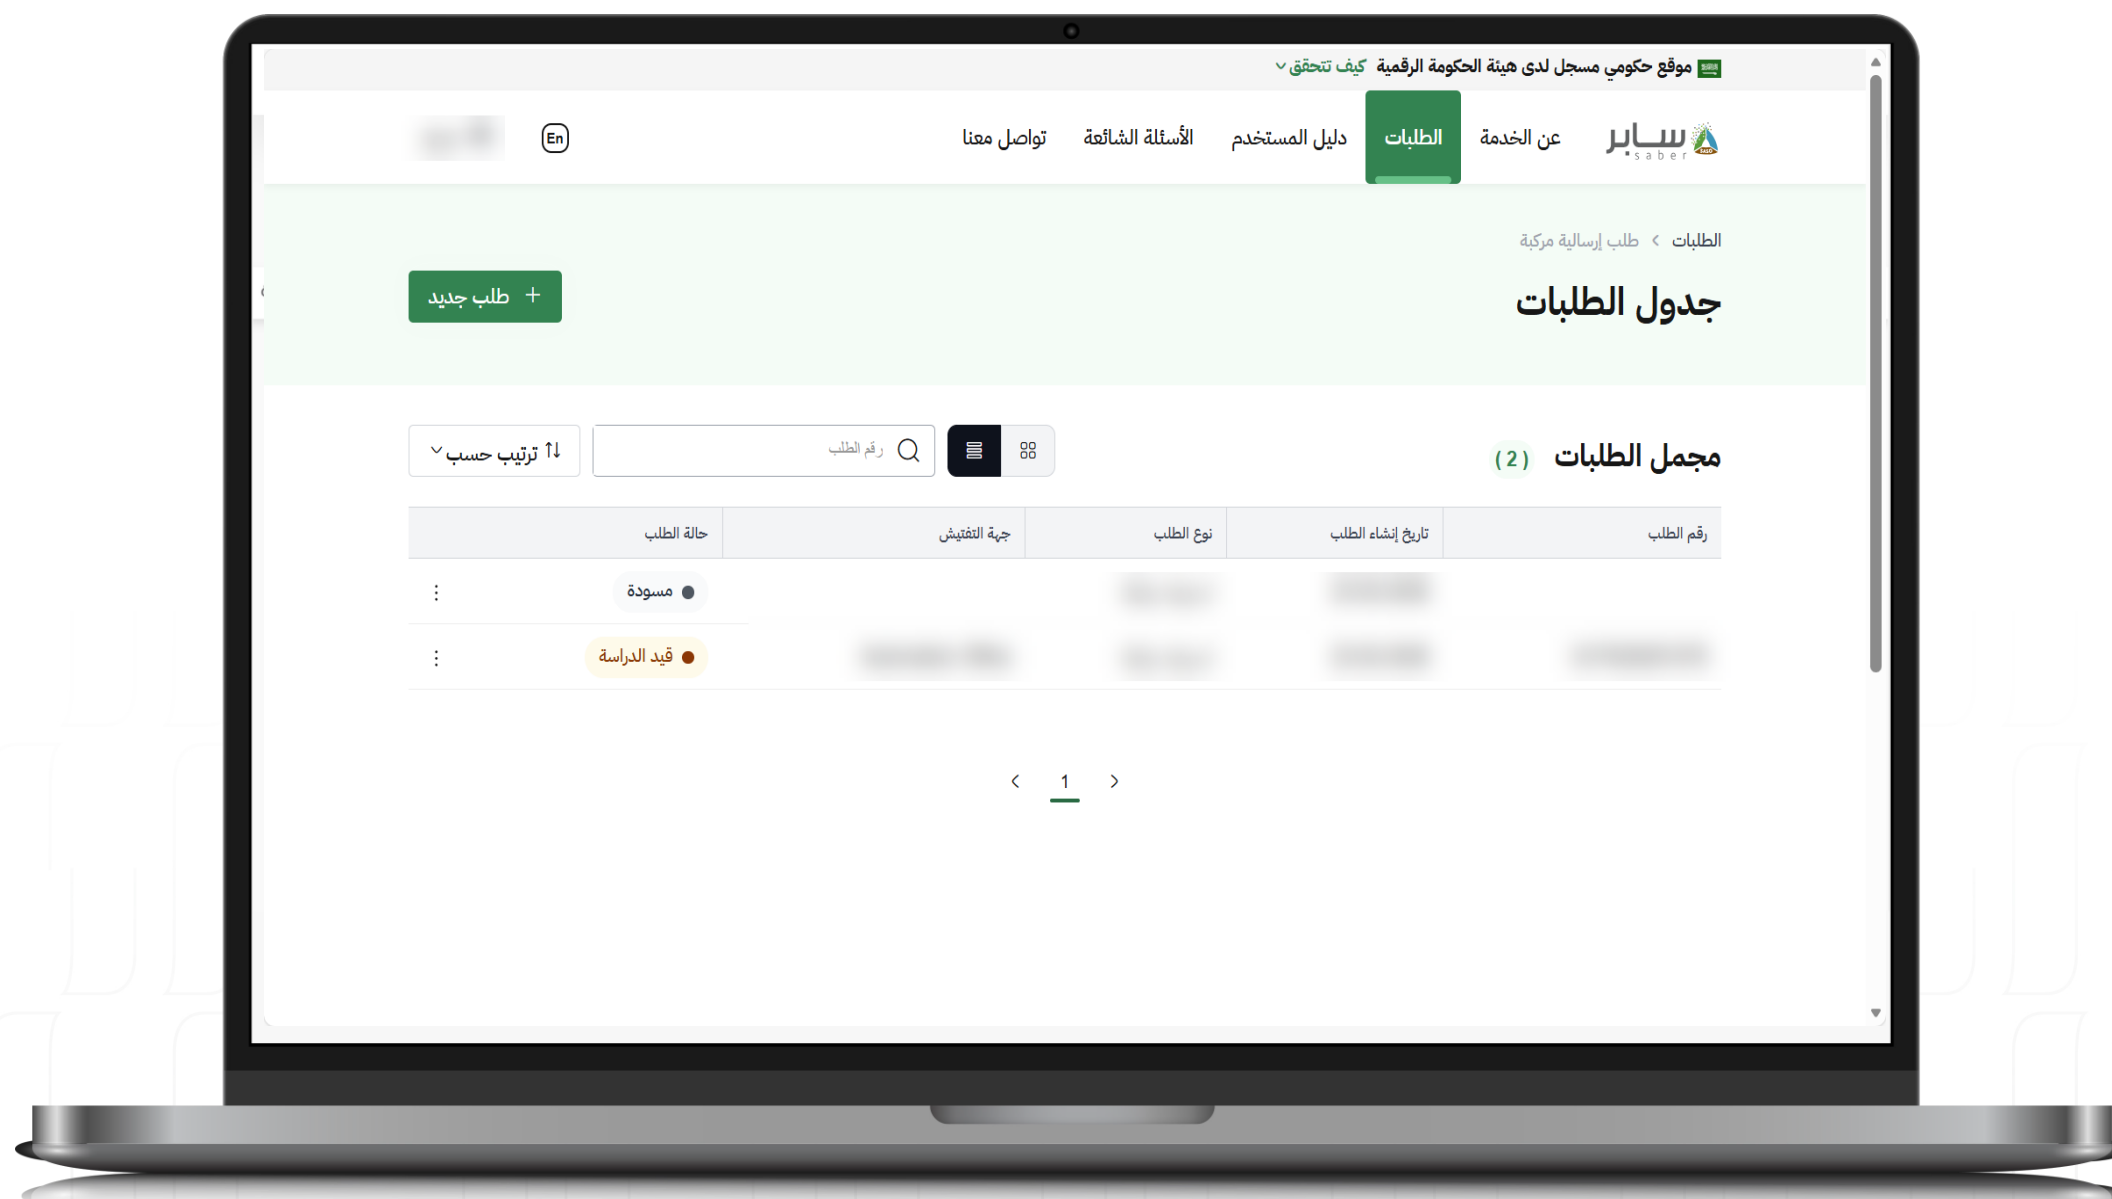 موقع حكومي مسجل لدى هيئة الحكومة الرقمية كيف تتحقق
سابر saber SASO عن الخدمة الطلبات دليل المستخدم الأسئلة الشائعة تواصل معنا En
الطلبات > طلب إرسالية مركبة
جدول الطلبات
+ طلب جديد
مجمل الطلبات (2)
رقم الطلب
ترتيب حسب
رقم الطلب تاريخ إنشاء الطلب نوع الطلب جهة التفتيش حالة الطلب
مسودة
قيد الدراسة
1